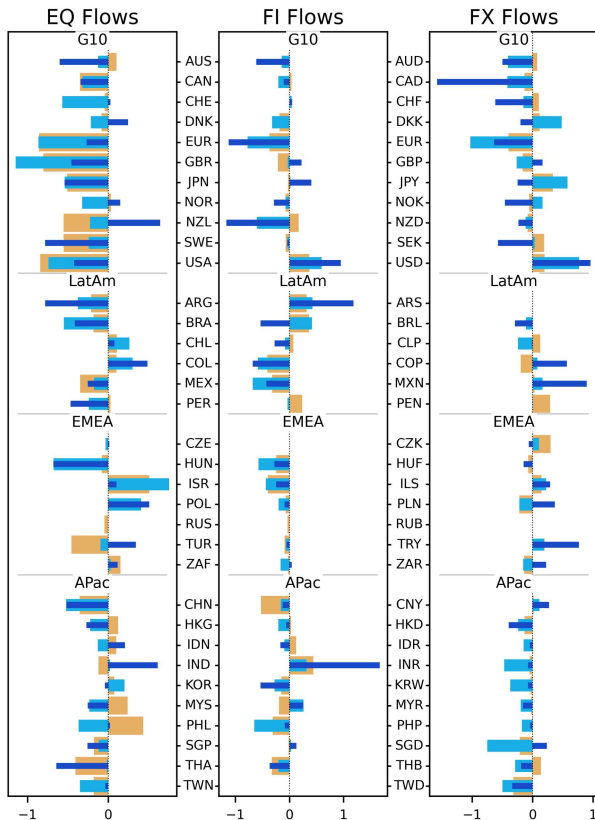 EQ Flows FI Flows FX Flows
G10 G10 G10
AUS AUD
CAN CAD
CHE CHF
DNK DKK
EUR EUR
GBR GBP
JPN JPY
NOR NOK
NZL NZD
SWE SEK
USA USD
LatAm LatAm LatAm
ARG ARS
BRA BRL
CHL CLP
COL COP
MEX MXN
PER PEN
EMEA EMEA EMEA
CZE CZK
HUN HUF
ISR ILS
POL PLN
RUS RUB
TUR TRY
ZAF ZAR
APac APac APac
CHN CNY
HKG HKD
IDN IDR
IND INR
KOR KRW
MYS MYR
PHL PHP
SGP SGD
THA THB
TWN TWD
−1 0 −1 0 1 −1 0 1